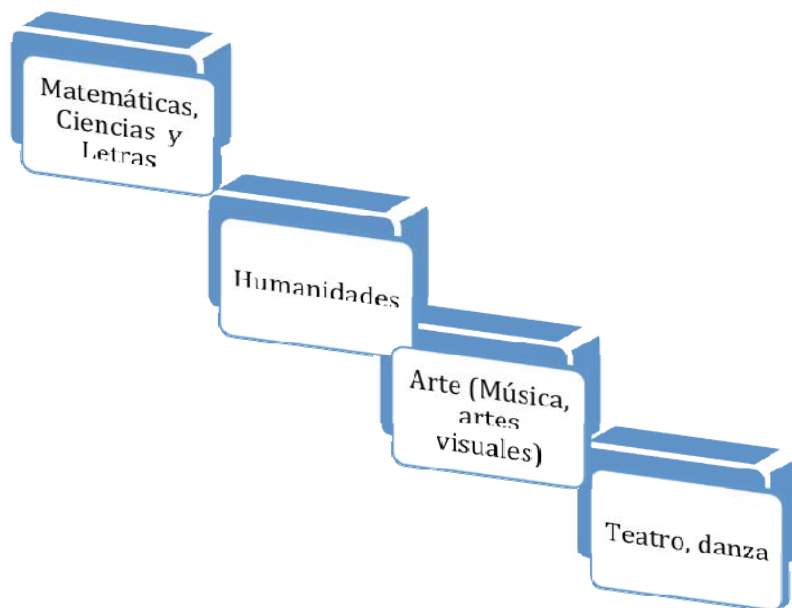 Matemáticas,
Ciencias y
Letras
Humanidades
Arte (Música,
artes
visuales)
Teatro, danza